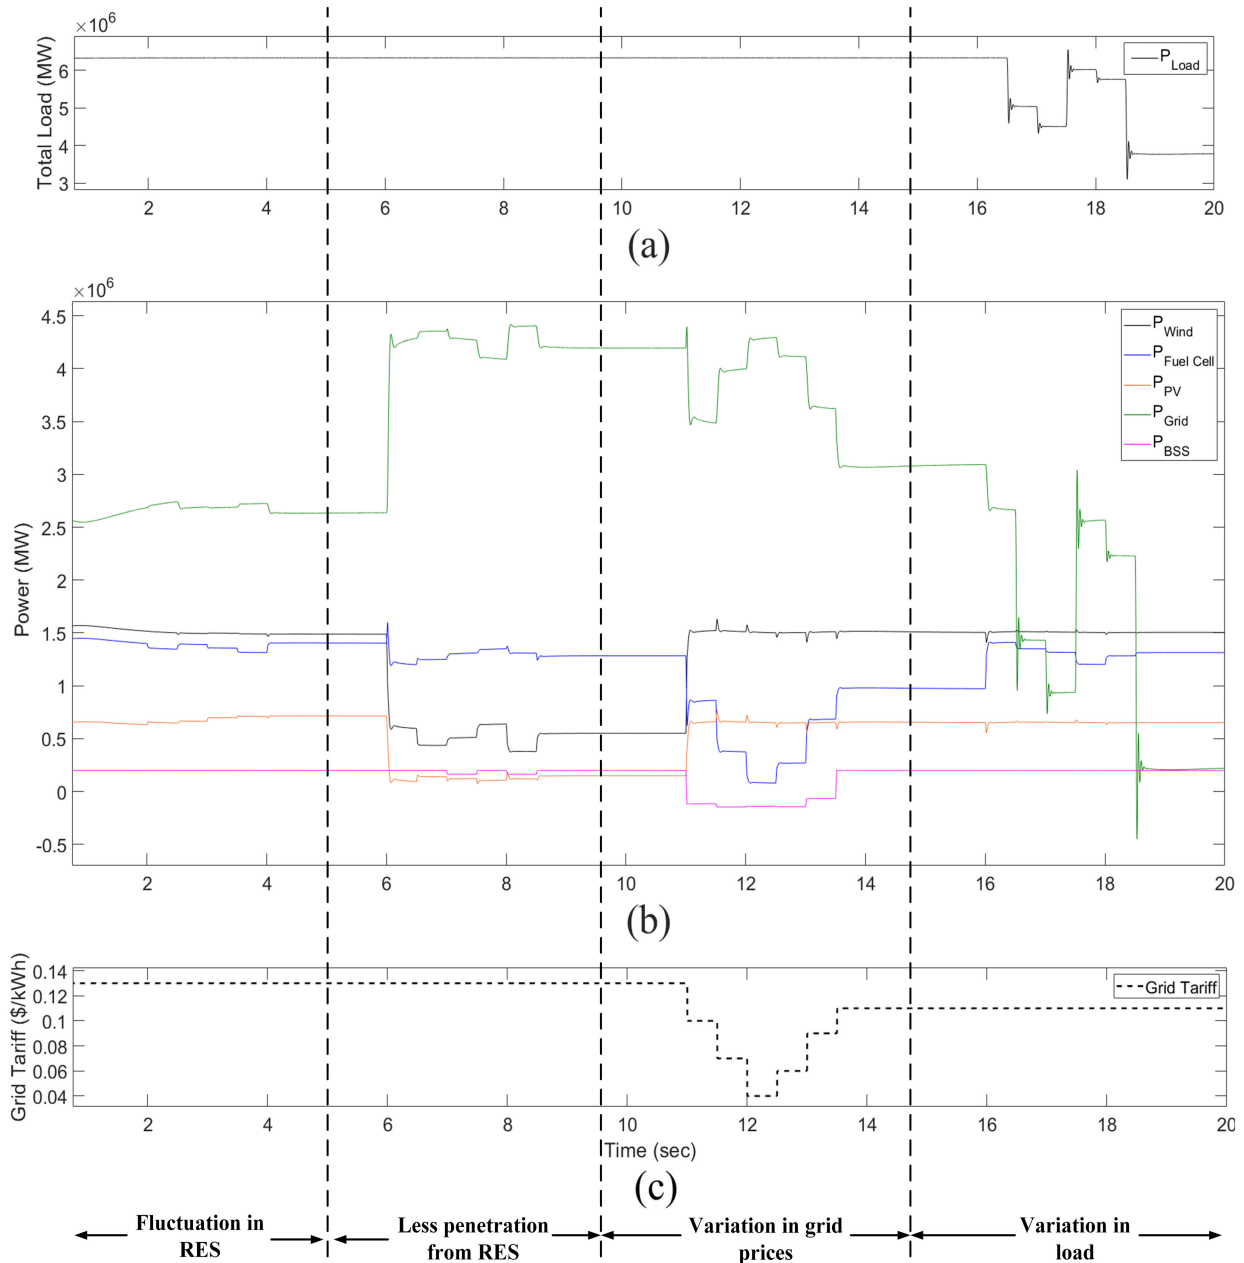 ×10⁶
Total Load (MW)
6
5
4
3
P_Load
2 4 6 8 10 12 14 16 18 20
(a)
×10⁶
Power (MW)
4.5
4
3.5
3
2.5
2
1.5
1
0.5
0
-0.5
P_Wind
P_Fuel Cell
P_PV
P_Grid
P_BSS
2 4 6 8 10 12 14 16 18 20
(b)
Grid Tariff ($/kWh)
0.14
0.12
0.1
0.08
0.06
0.04
Grid Tariff
2 4 6 8 10 12 14 16 18 20
Time (sec)
(c)
Fluctuation in
RES
Less penetration
from RES
Variation in grid
prices
Variation in
load